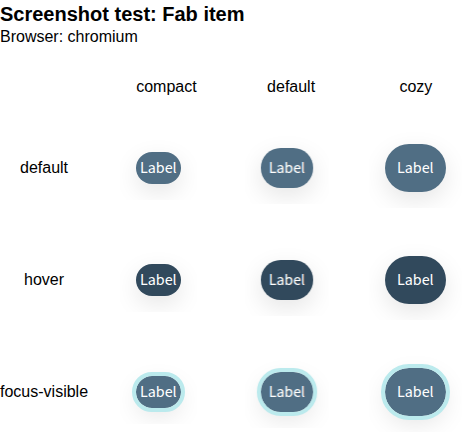 Screenshot test: Fab item
Browser: chromium
compact default cozy
default Label Label Label
hover Label Label Label
focus-visible Label Label Label